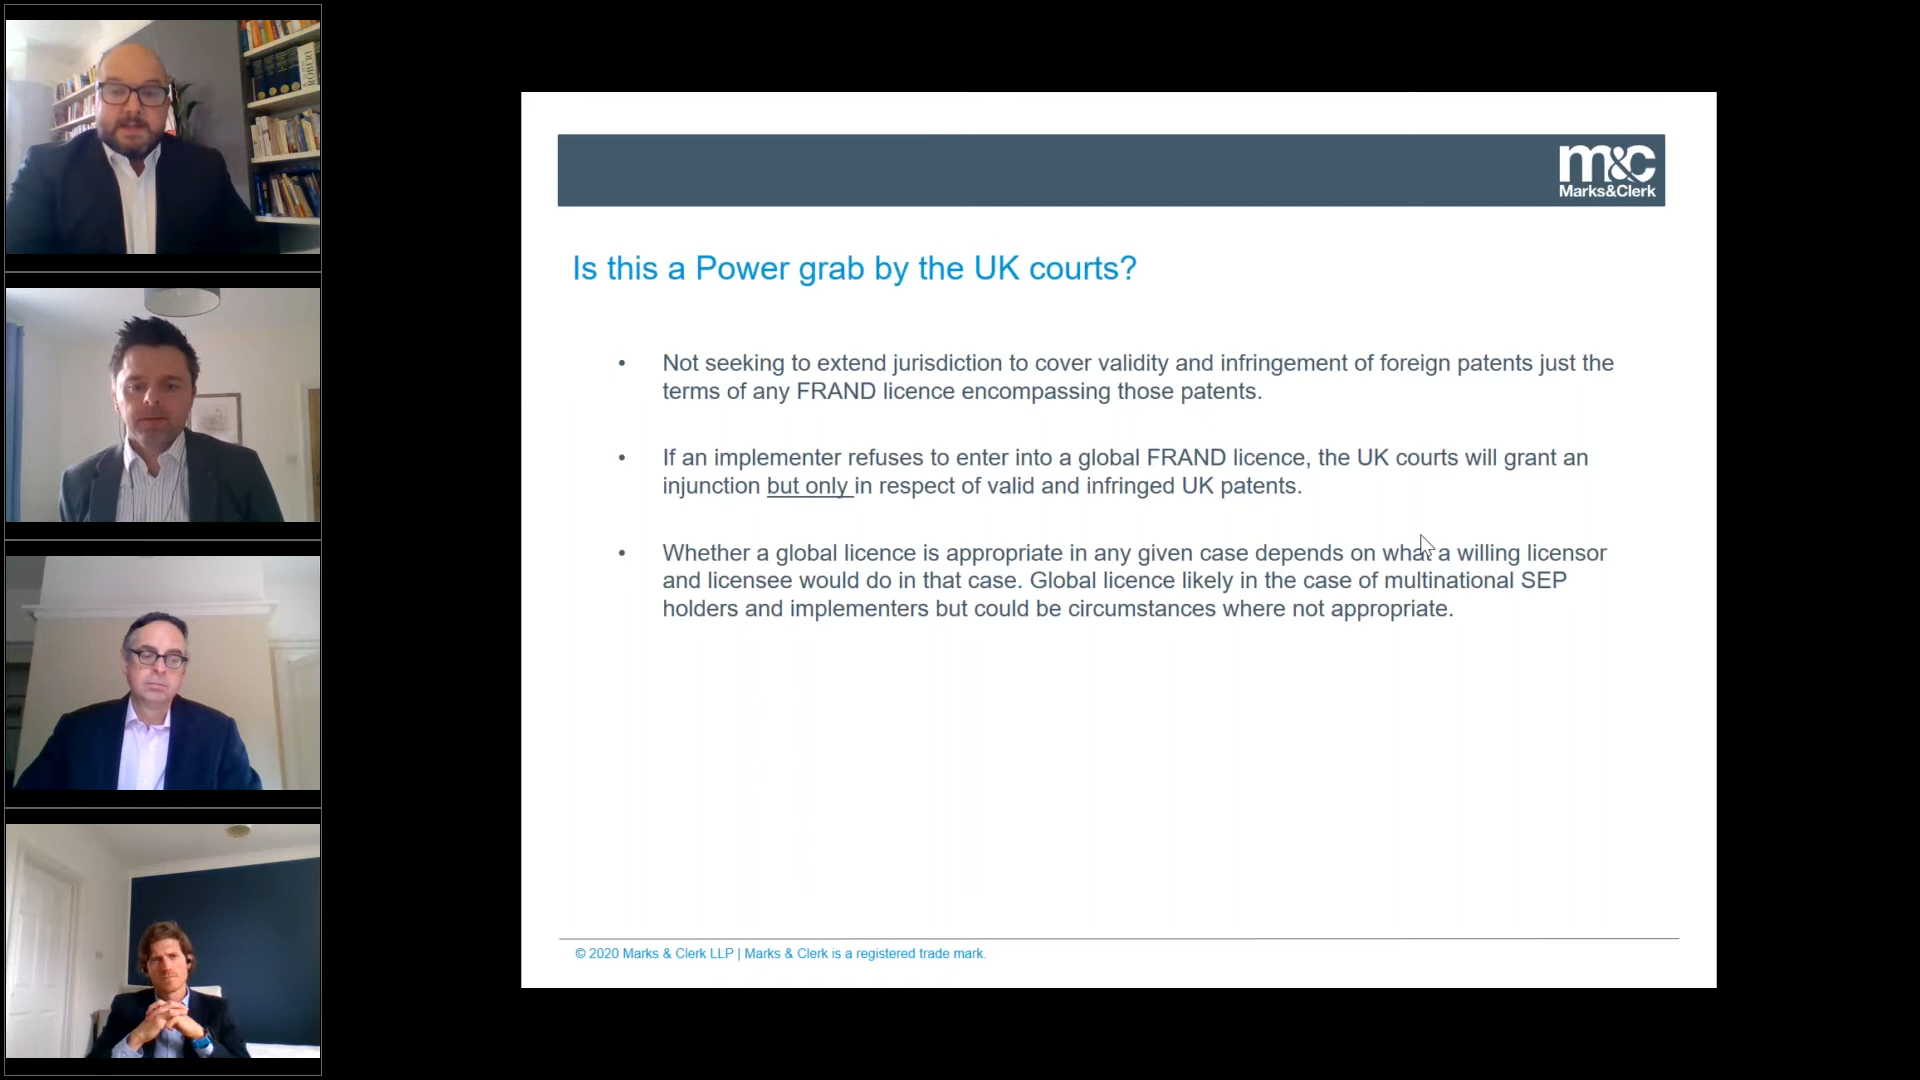 m&c
Marks&Clerk
Is this a Power grab by the UK courts?
• Not seeking to extend jurisdiction to cover validity and infringement of foreign patents just the
terms of any FRAND licence encompassing those patents.
• If an implementer refuses to enter into a global FRAND licence, the UK courts will grant an
injunction but only in respect of valid and infringed UK patents.
• Whether a global licence is appropriate in any given case depends on what a willing licensor
and licensee would do in that case. Global licence likely in the case of multinational SEP
holders and implementers but could be circumstances where not appropriate.
© 2020 Marks & Clerk LLP | Marks & Clerk is a registered trade mark.